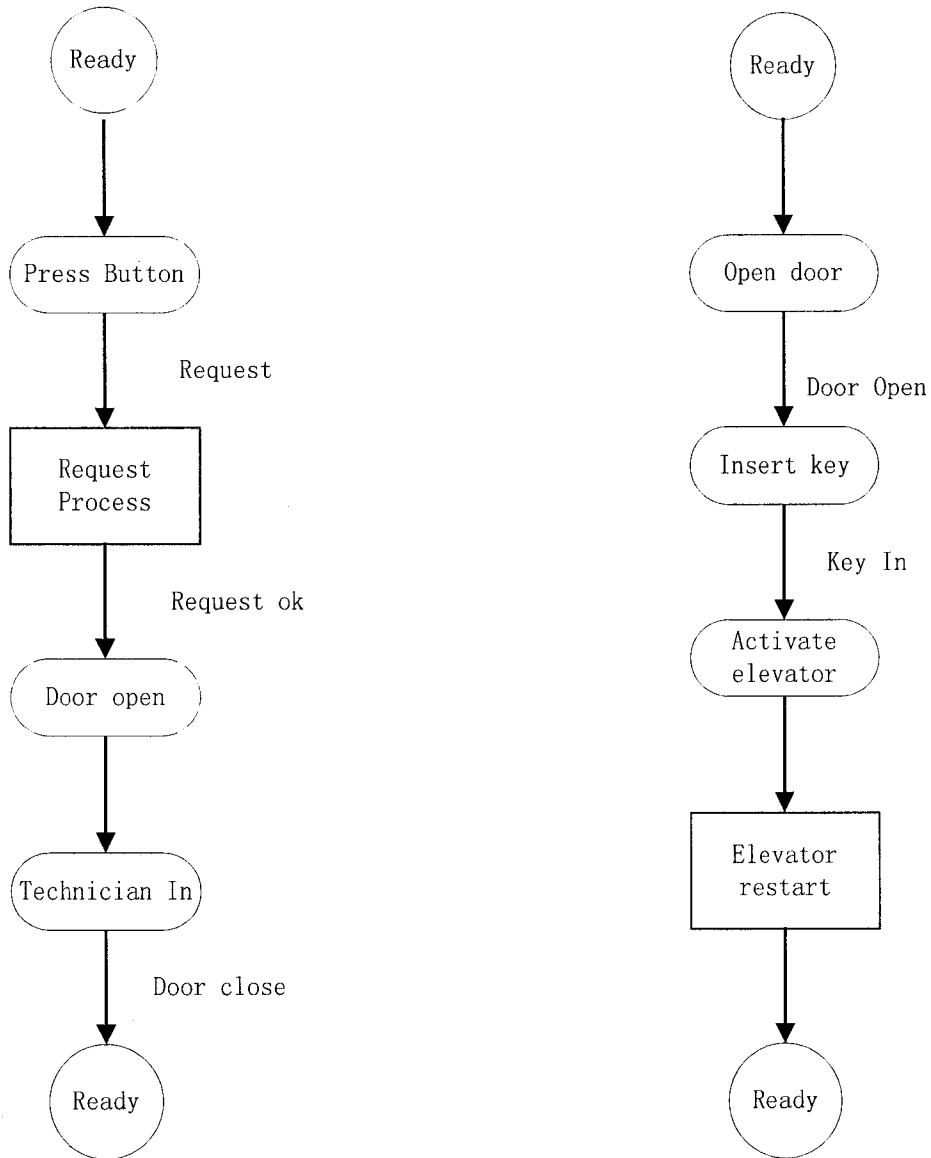 Ready
Press Button
Request
Request
Process
Request ok
Door open
Technician In
Door close
Ready
Ready
Open door
Door Open
Insert key
Key In
Activate
elevator
Elevator
restart
Ready